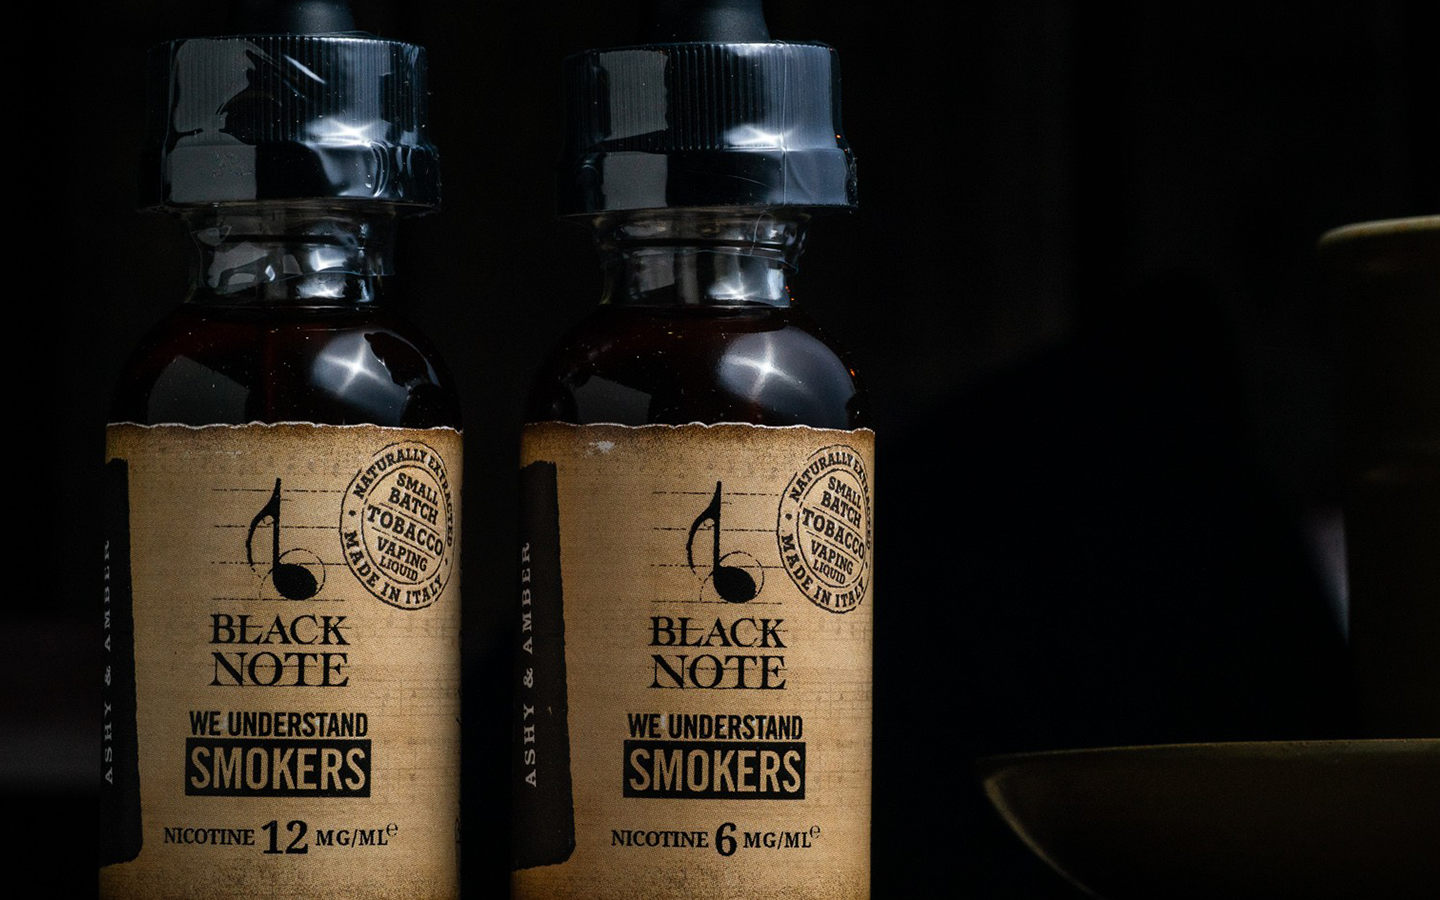 NATURALLY EXTRACTED
SMALL
BATCH
TOBACCO
VAPING
LIQUID
MADE IN ITALY
BLACK
NOTE
WE UNDERSTAND
SMOKERS
NICOTINE 12 MG/ML℮
ASHY & AMBER
NATURALLY EXTRACTED
SMALL
BATCH
TOBACCO
VAPING
LIQUID
MADE IN ITALY
BLACK
NOTE
WE UNDERSTAND
SMOKERS
NICOTINE 6 MG/ML℮
ASHY & AMBER